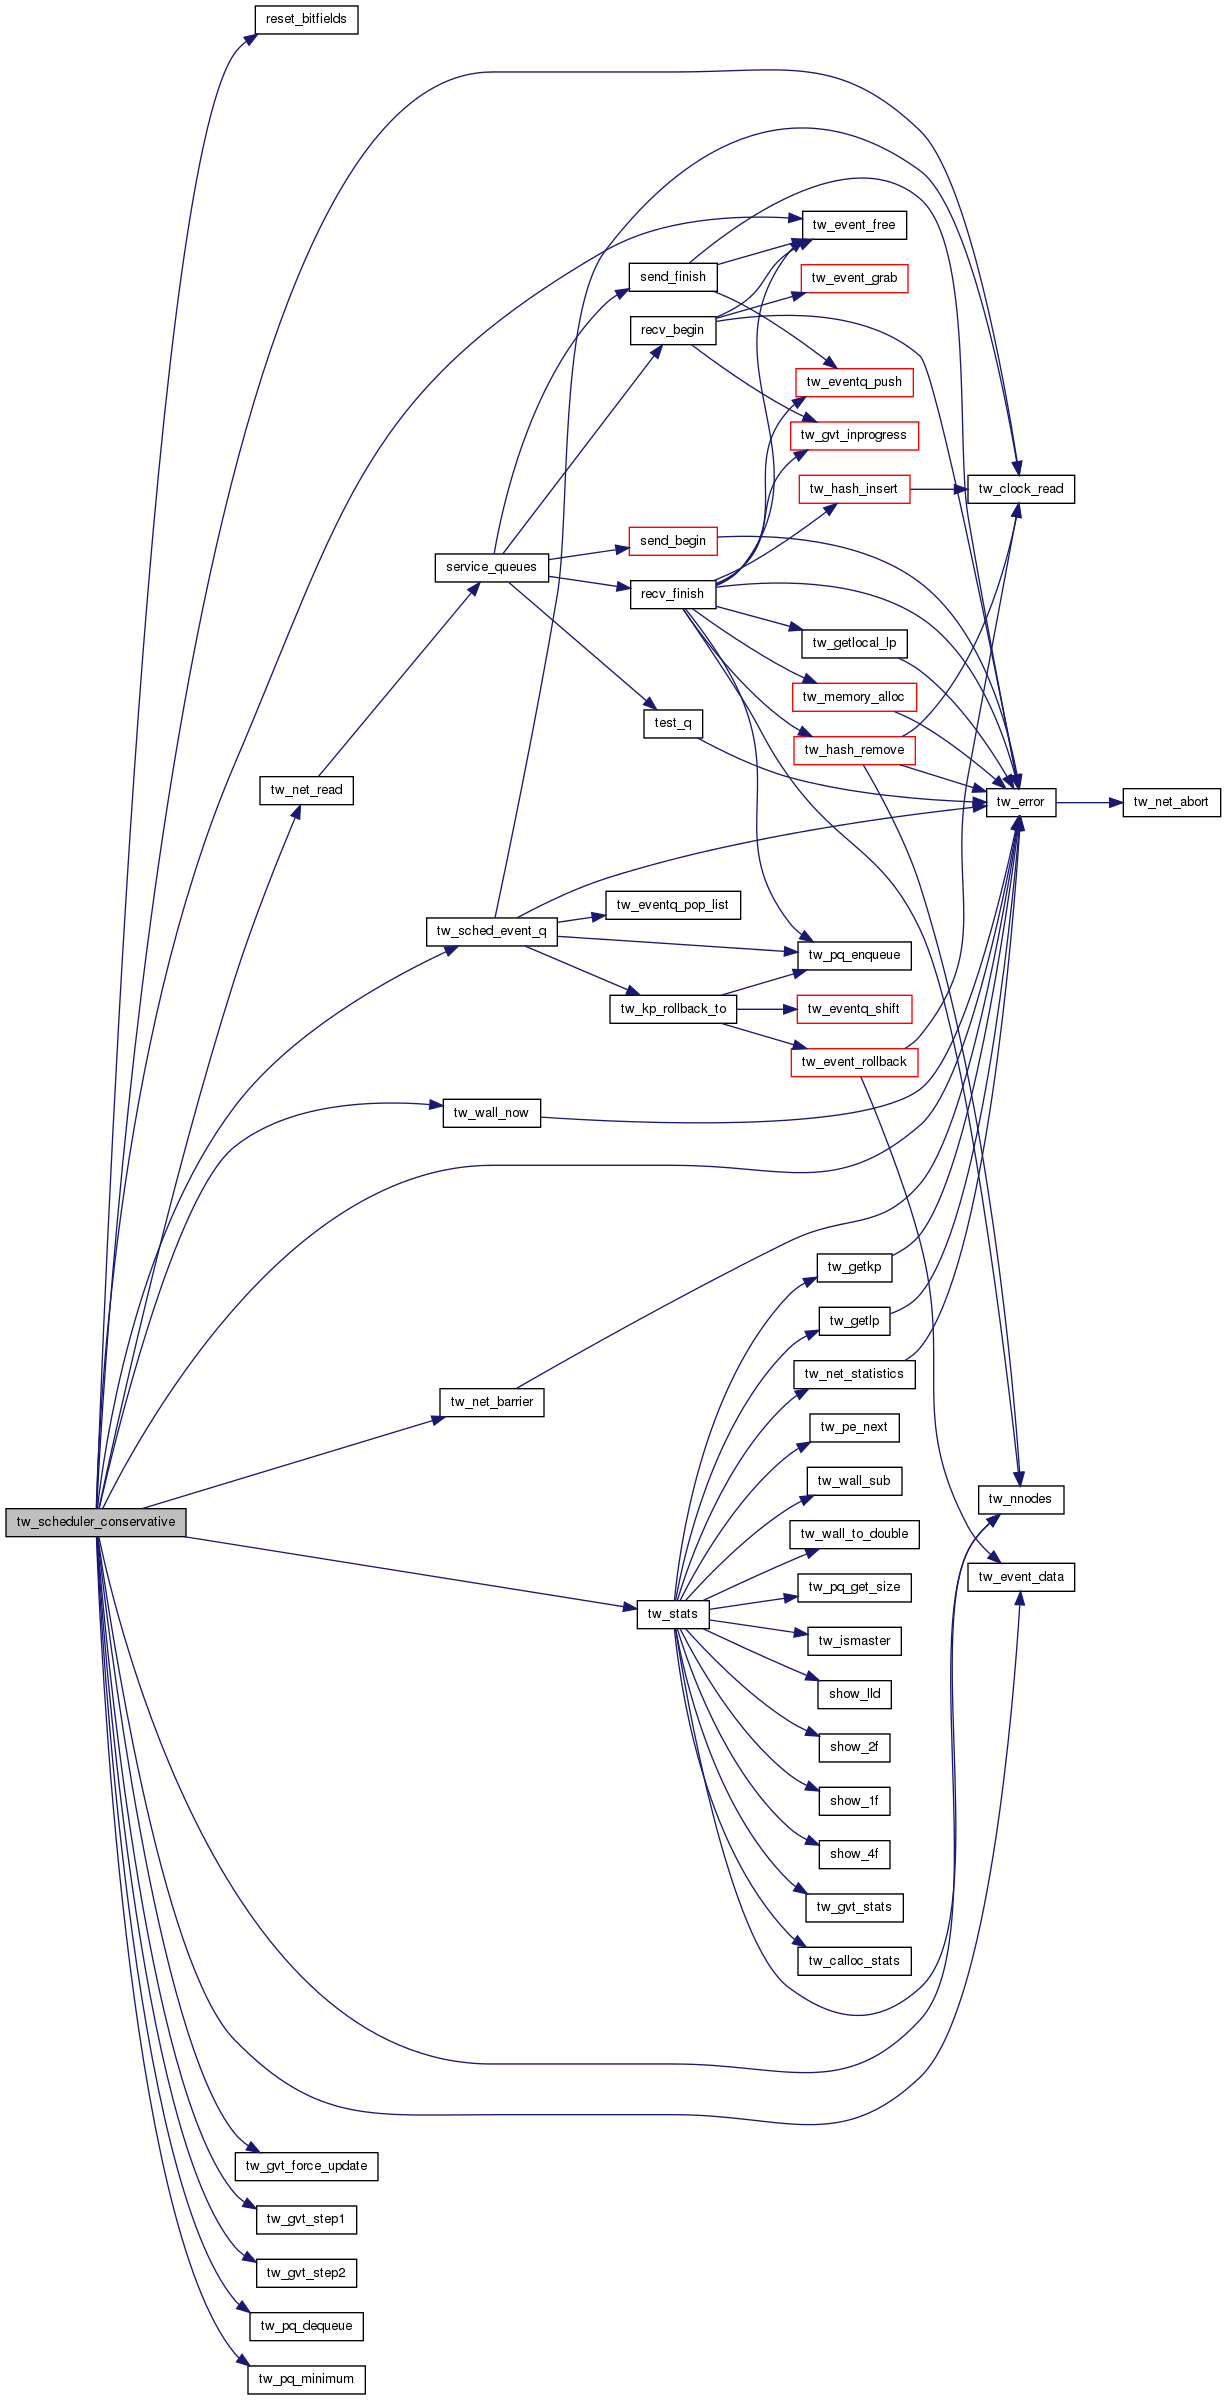 reset_bitfields
tw_event_free
send_finish
tw_event_grab
recv_begin
tw_eventq_push
tw_gvt_inprogress
tw_hash_insert
tw_clock_read
send_begin
service_queues
recv_finish
tw_getlocal_lp
tw_memory_alloc
test_q
tw_hash_remove
tw_net_read
tw_error
tw_net_abort
tw_eventq_pop_list
tw_sched_event_q
tw_pq_enqueue
tw_kp_rollback_to
tw_eventq_shift
tw_event_rollback
tw_wall_now
tw_getkp
tw_getlp
tw_net_statistics
tw_net_barrier
tw_pe_next
tw_wall_sub
tw_nnodes
tw_scheduler_conservative
tw_wall_to_double
tw_event_data
tw_pq_get_size
tw_stats
tw_ismaster
show_lld
show_2f
show_1f
show_4f
tw_gvt_stats
tw_calloc_stats
tw_gvt_force_update
tw_gvt_step1
tw_gvt_step2
tw_pq_dequeue
tw_pq_minimum